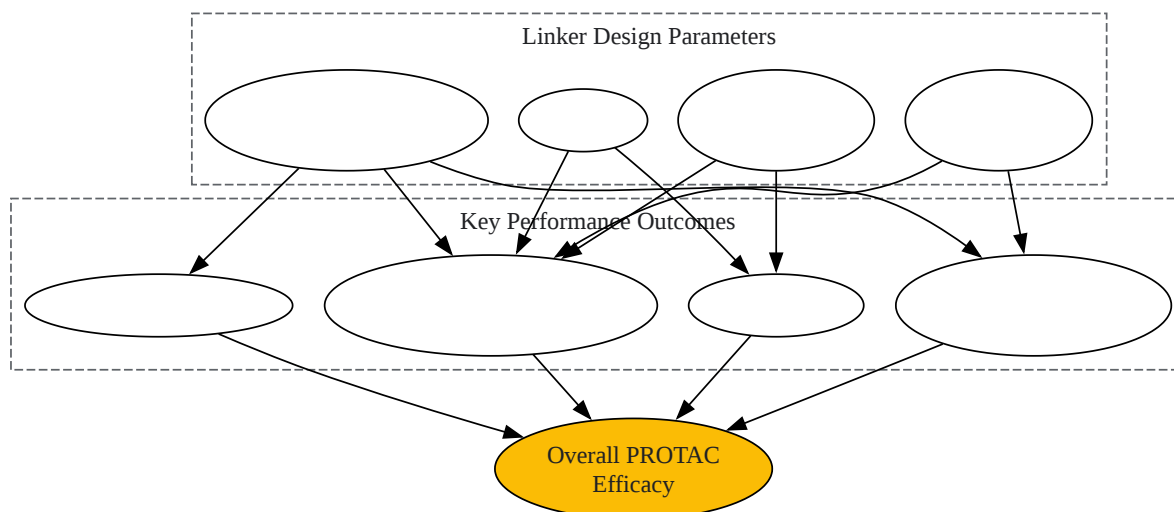 Linker Design Parameters
Key Performance Outcomes
Overall PROTAC
Efficacy